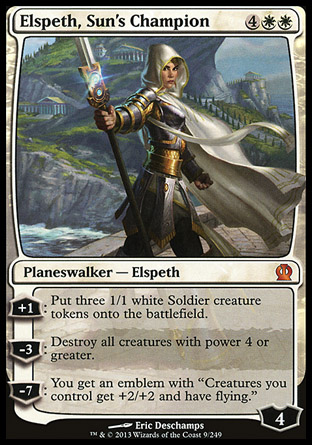 Elspeth, Sun's Champion 4
Planeswalker — Elspeth
+1: Put three 1/1 white Soldier creature
tokens onto the battlefield.
-3: Destroy all creatures with power 4 or
greater.
-7: You get an emblem with “Creatures you
control get +2/+2 and have flying.”
4
Eric Deschamps
™ & © 2013 Wizards of the Coast 9/249